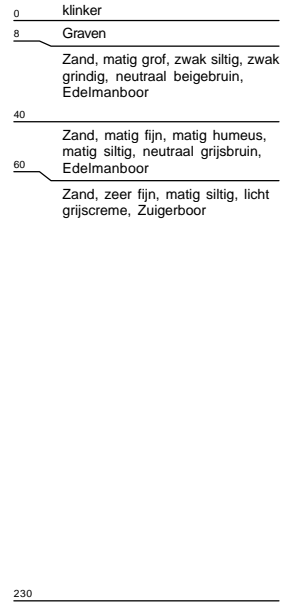 0 klinker
8 Graven
Zand, matig grof, zwak siltig, zwak
grindig, neutraal beigebruin,
Edelmanboor
40
Zand, matig fijn, matig humeus,
matig siltig, neutraal grijsbruin,
60 Edelmanboor
Zand, zeer fijn, matig siltig, licht
grijscreme, Zuigerboor
230